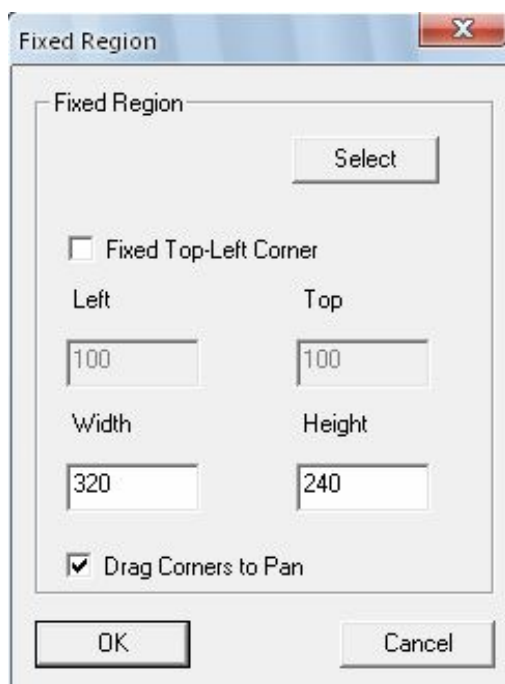 Fixed Region
Fixed Region
Select
Fixed Top-Left Corner
Left Top
100 100
Width Height
320 240
Drag Corners to Pan
OK Cancel